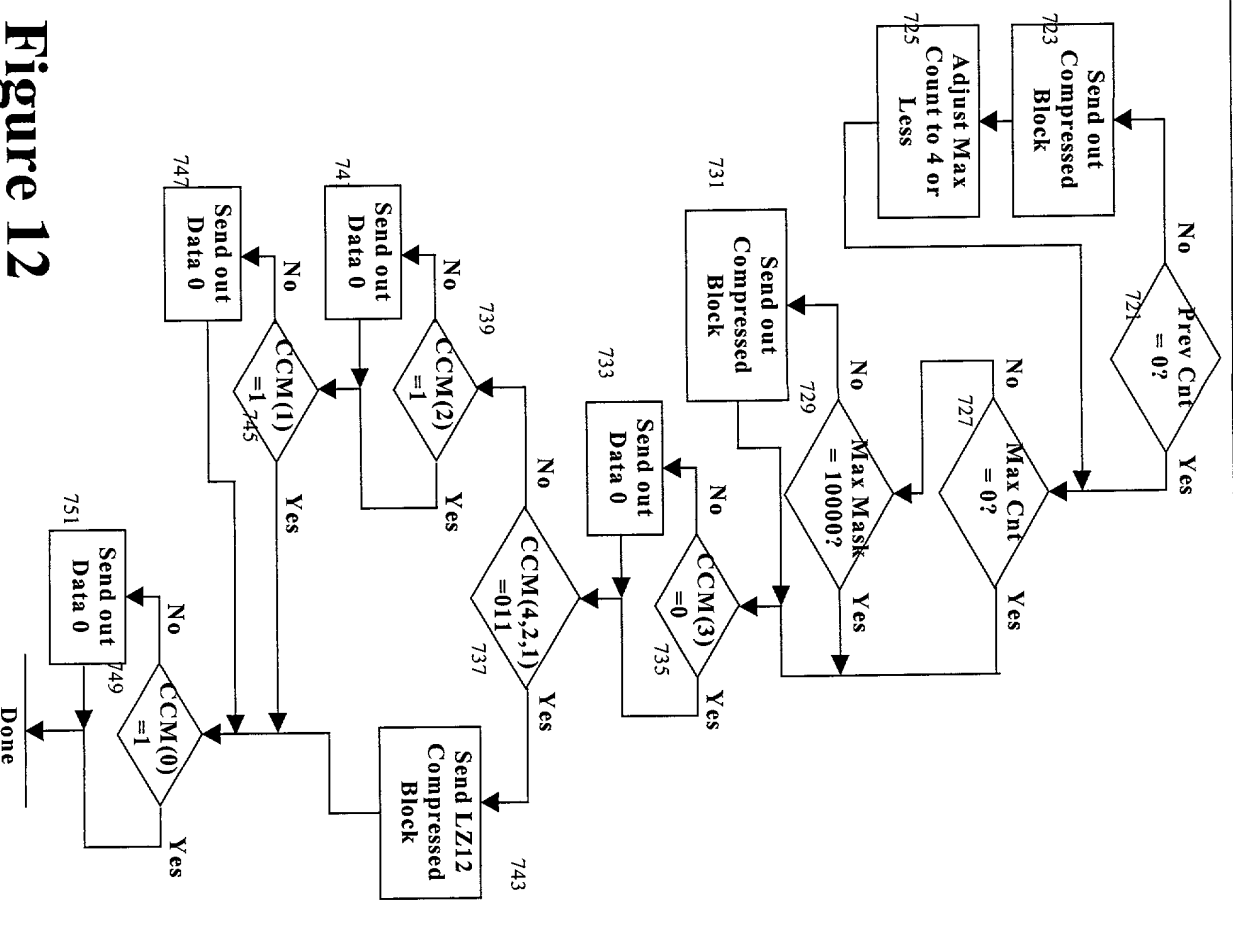 Prev Cnt
= 0?
721
No
Yes
Send out
Compressed
Block
723
Adjust Max
Count to 4 or
Less
725
Max Cnt
= 0?
727
No
Yes
Max Mask
= 10000?
729
No
Yes
Send out
Compressed
Block
731
CCM(3)
=0
735
No
Yes
Send out
Data 0
733
CCM(4,2,1)
=011
737
No
Yes
CCM(2)
=1
739
No
Yes
Send out
Data 0
Send LZ12
Compressed
Block
743
CCM(1)
=1
745
No
Yes
Send out
Data 0
747
CCM(0)
=1
749
No
Yes
Send out
Data 0
751
Done
Figure 12